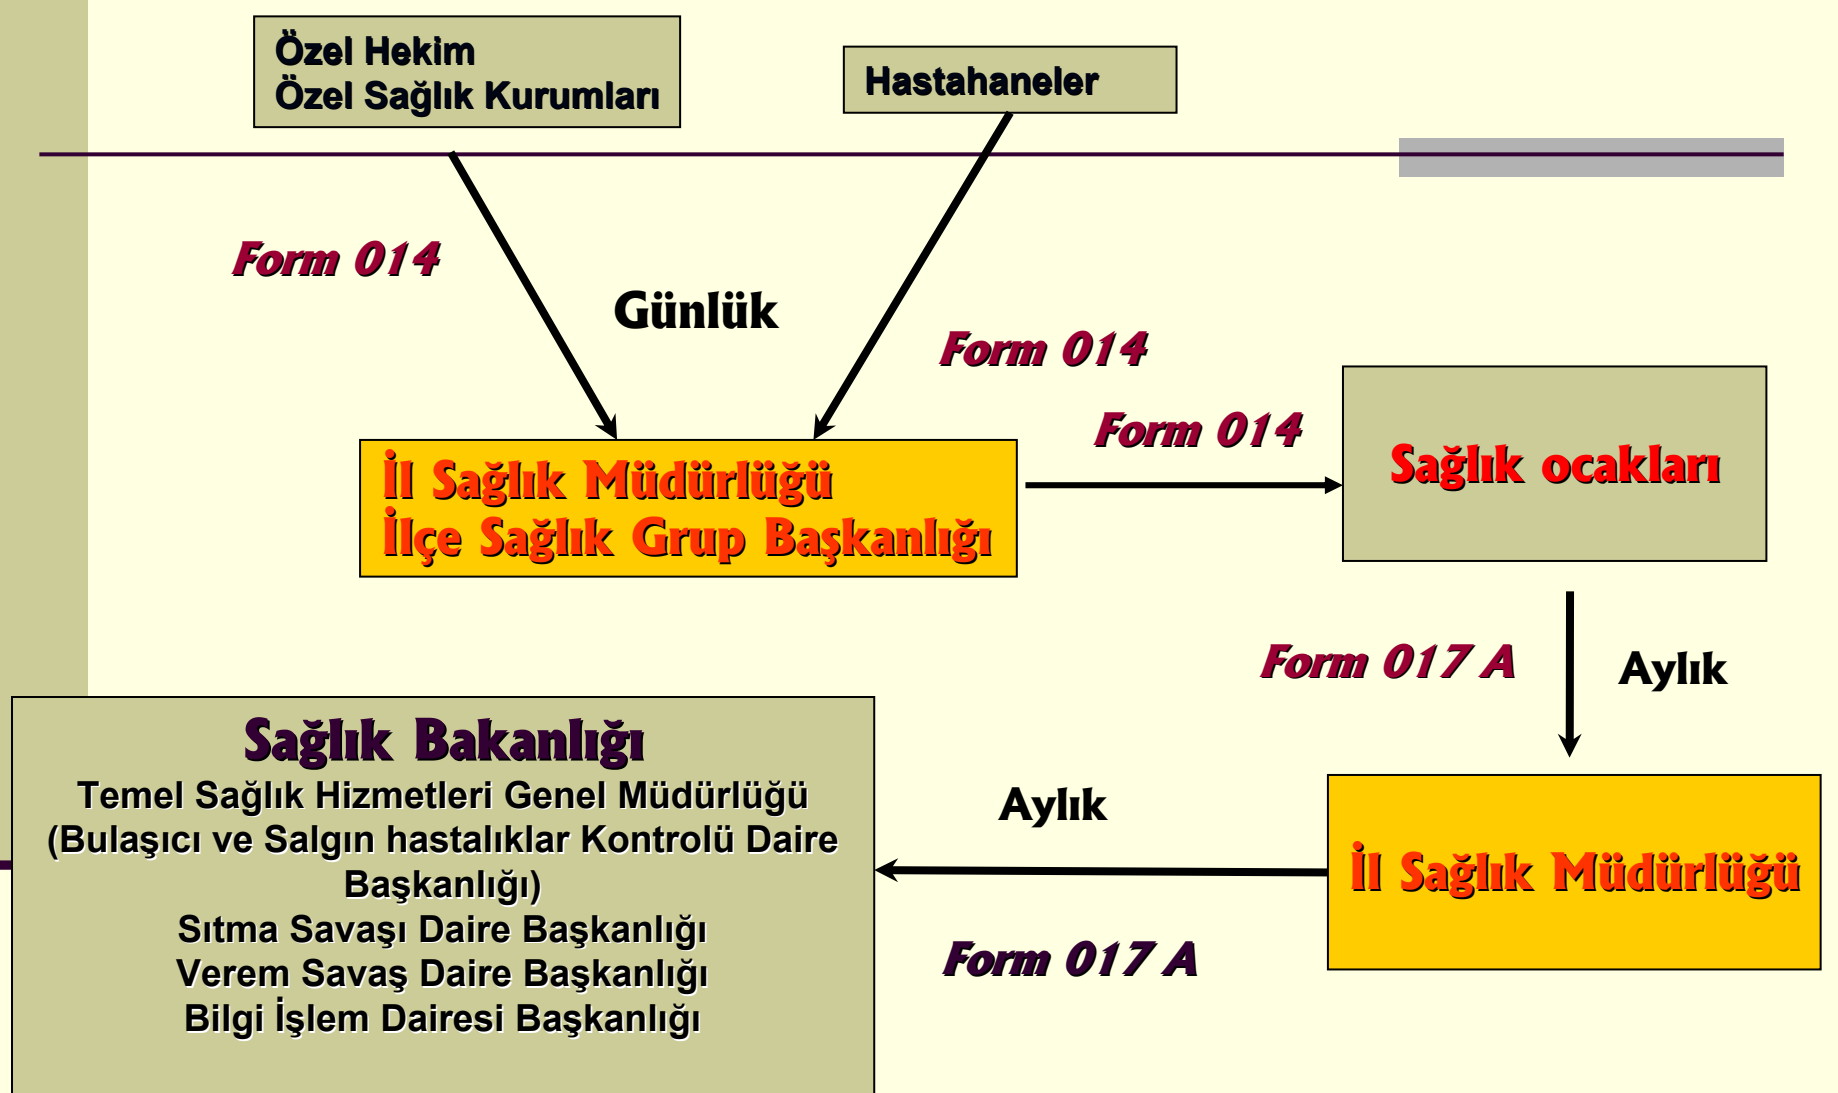 Özel Hekim
Özel Sağlık Kurumları
Hastahaneler
Form 014
Günlük
Form 014
Form 014
Sağlık ocakları
İl Sağlık Müdürlüğü
İlçe Sağlık Grup Başkanlığı
Form 017 A
Aylık
Sağlık Bakanlığı
Temel Sağlık Hizmetleri Genel Müdürlüğü
(Bulaşıcı ve Salgın hastalıklar Kontrolü Daire
Başkanlığı)
Sıtma Savaşı Daire Başkanlığı
Verem Savaş Daire Başkanlığı
Bilgi İşlem Dairesi Başkanlığı
Aylık
Form 017 A
İl Sağlık Müdürlüğü